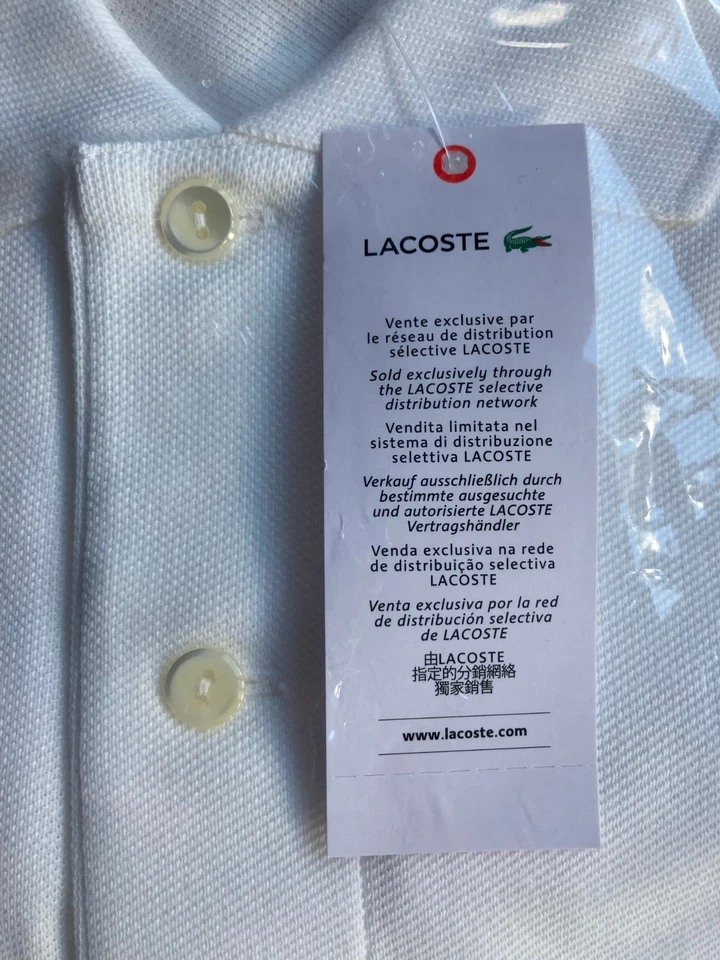 LACOSTE
Vente exclusive par
le réseau de distribution
sélective LACOSTE
Sold exclusively through
the LACOSTE selective
distribution network
Vendita limitata nel
sistema di distribuzione
selettiva LACOSTE
Verkauf ausschließlich durch
bestimmte ausgesuchte
und autorisierte LACOSTE
Vertragshändler
Venda exclusiva na rede
de distribuição selectiva
LACOSTE
Venta exclusiva por la red
de distribución selectiva
de LACOSTE
由LACOSTE
指定的分銷網絡
獨家銷售
www.lacoste.com